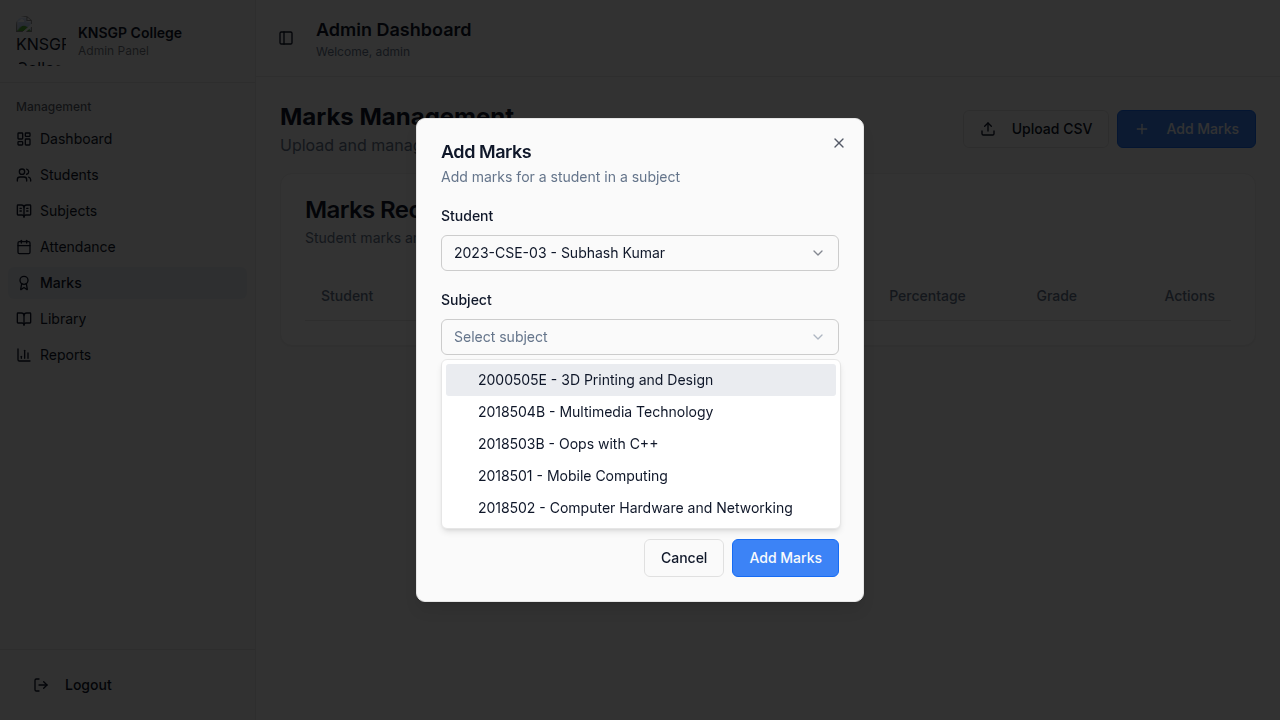 KNSGP
KNSGP College
Admin Panel
Admin Dashboard
Welcome, admin
Management
Dashboard
Students
Subjects
Attendance
Marks
Library
Reports
Logout
Marks Management
Upload and
Upload CSV
Add Marks
Marks
Student marks
Student
Percentage
Grade
Actions
Add Marks
Add marks for a student in a subject
Student
2023-CSE-03 - Subhash Kumar
Subject
Select subject
2000505E - 3D Printing and Design
2018504B - Multimedia Technology
2018503B - Oops with C++
2018501 - Mobile Computing
2018502 - Computer Hardware and Networking
Cancel
Add Marks